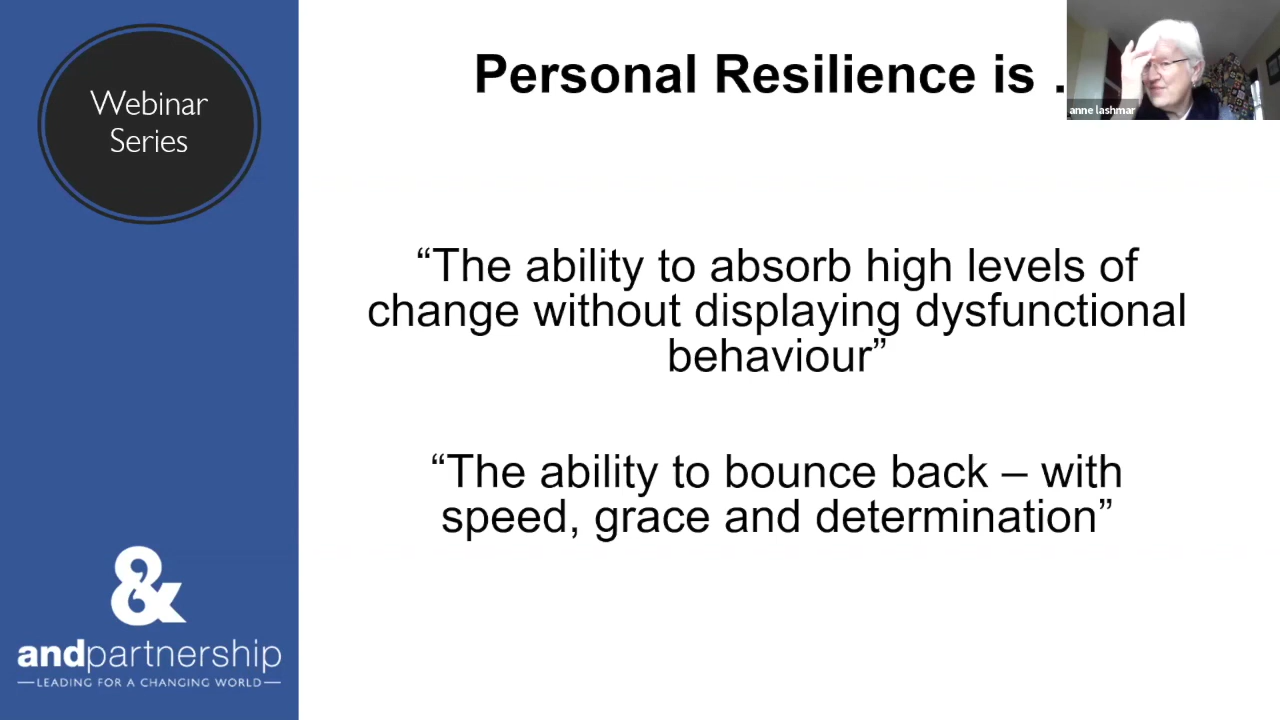 Webinar
Series
Personal Resilience is .
anne lashmar
“The ability to absorb high levels of
change without displaying dysfunctional
behaviour”
“The ability to bounce back – with
speed, grace and determination”
&
andpartnership
—LEADING FOR A CHANGING WORLD—